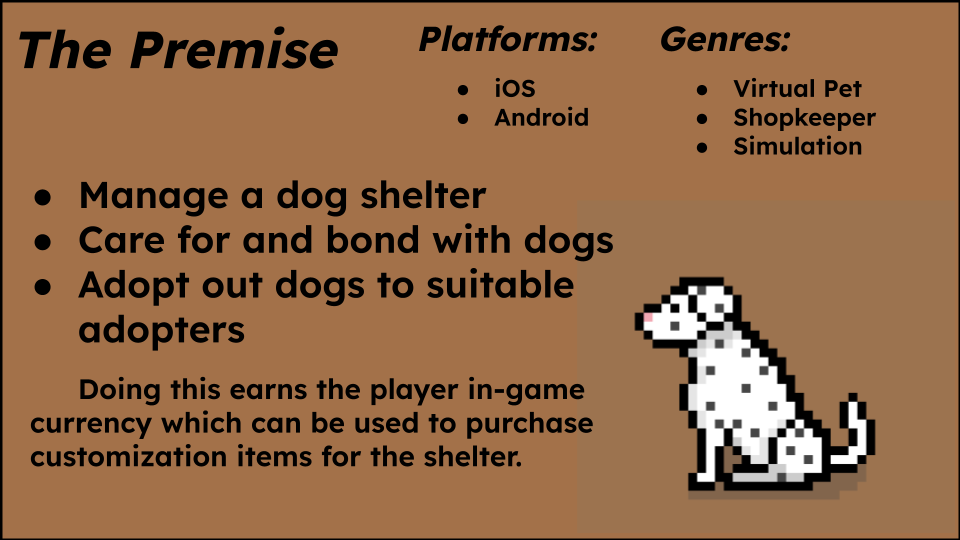 The Premise
Platforms:
● iOS
● Android
Genres:
● Virtual Pet
● Shopkeeper
● Simulation
● Manage a dog shelter
● Care for and bond with dogs
● Adopt out dogs to suitable
adopters
Doing this earns the player in-game
currency which can be used to purchase
customization items for the shelter.